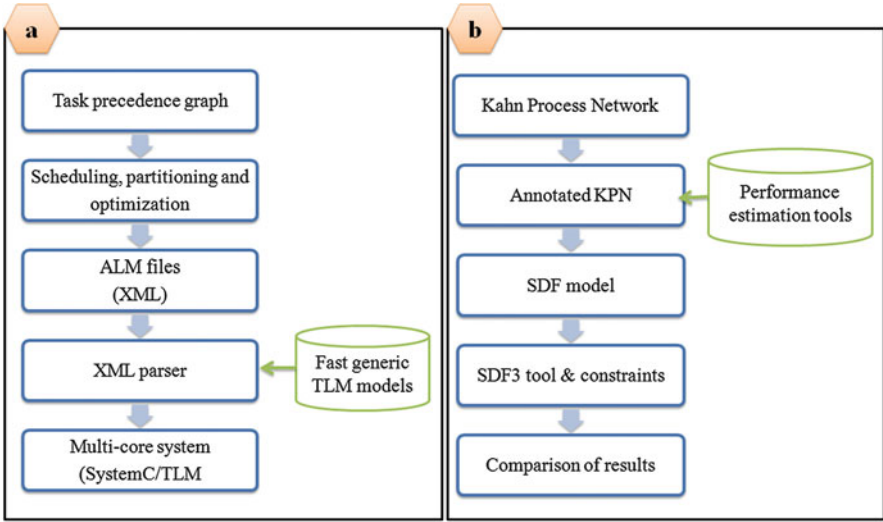 a
Task precedence graph
Scheduling, partitioning and
optimization
ALM files
(XML)
XML parser
Fast generic
TLM models
Multi-core system
(SystemC/TLM
b
Kahn Process Network
Annotated KPN
Performance
estimation tools
SDF model
SDF3 tool & constraints
Comparison of results